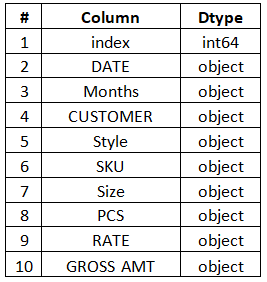 # Column Dtype
1 index int64
2 DATE object
3 Months object
4 CUSTOMER object
5 Style object
6 SKU object
7 Size object
8 PCS object
9 RATE object
10 GROSS AMT object